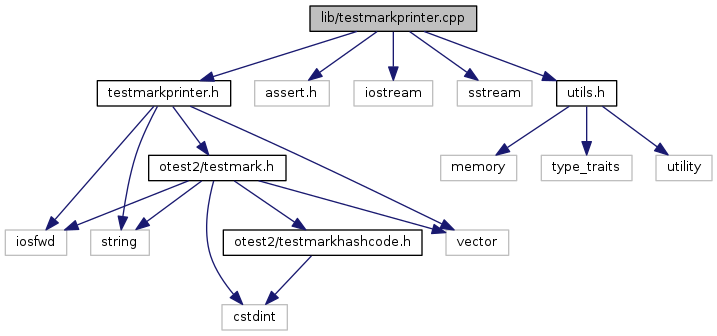 lib/testmarkprinter.cpp
testmarkprinter.h
assert.h
iostream
sstream
utils.h
otest2/testmark.h
memory
type_traits
utility
iosfwd
string
otest2/testmarkhashcode.h
vector
cstdint